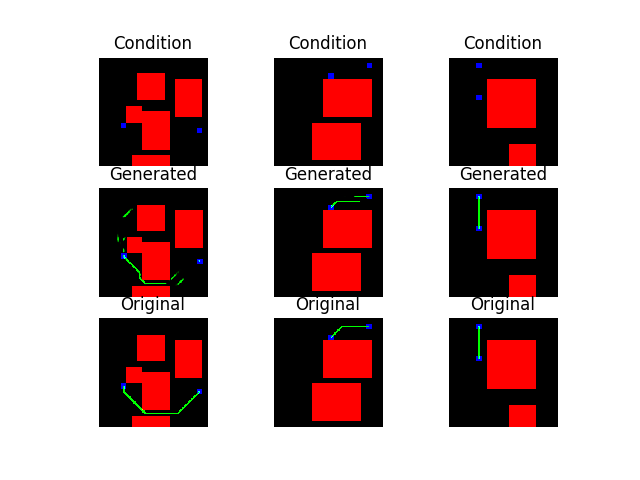 Condition Condition Condition
Generated Generated Generated
Original Original Original